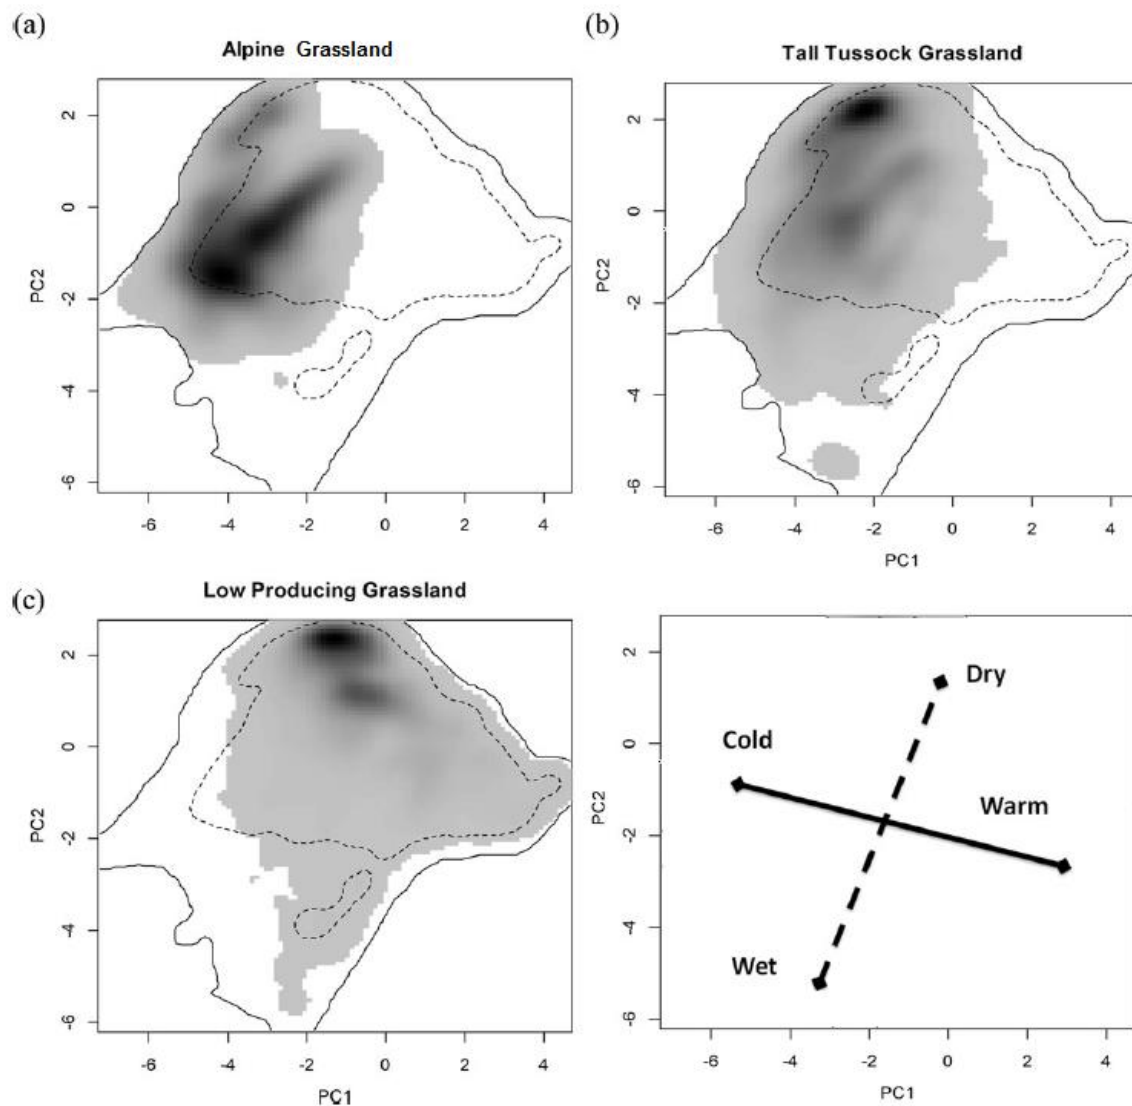 (a)
Alpine Grassland
PC2
2
0
-2
-4
-6
-6 -4 -2 0 2 4
(b)
Tall Tussock Grassland
PC2
2
0
-2
-4
-6
-6 -4 -2 0 2 4
PC1
(c)
Low Producing Grassland
PC2
2
0
-2
-4
-6
-6 -4 -2 0 2 4
PC1
PC2
2
0
-2
-4
-6
Dry
Cold
Warm
Wet
-6 -4 -2 0 2 4